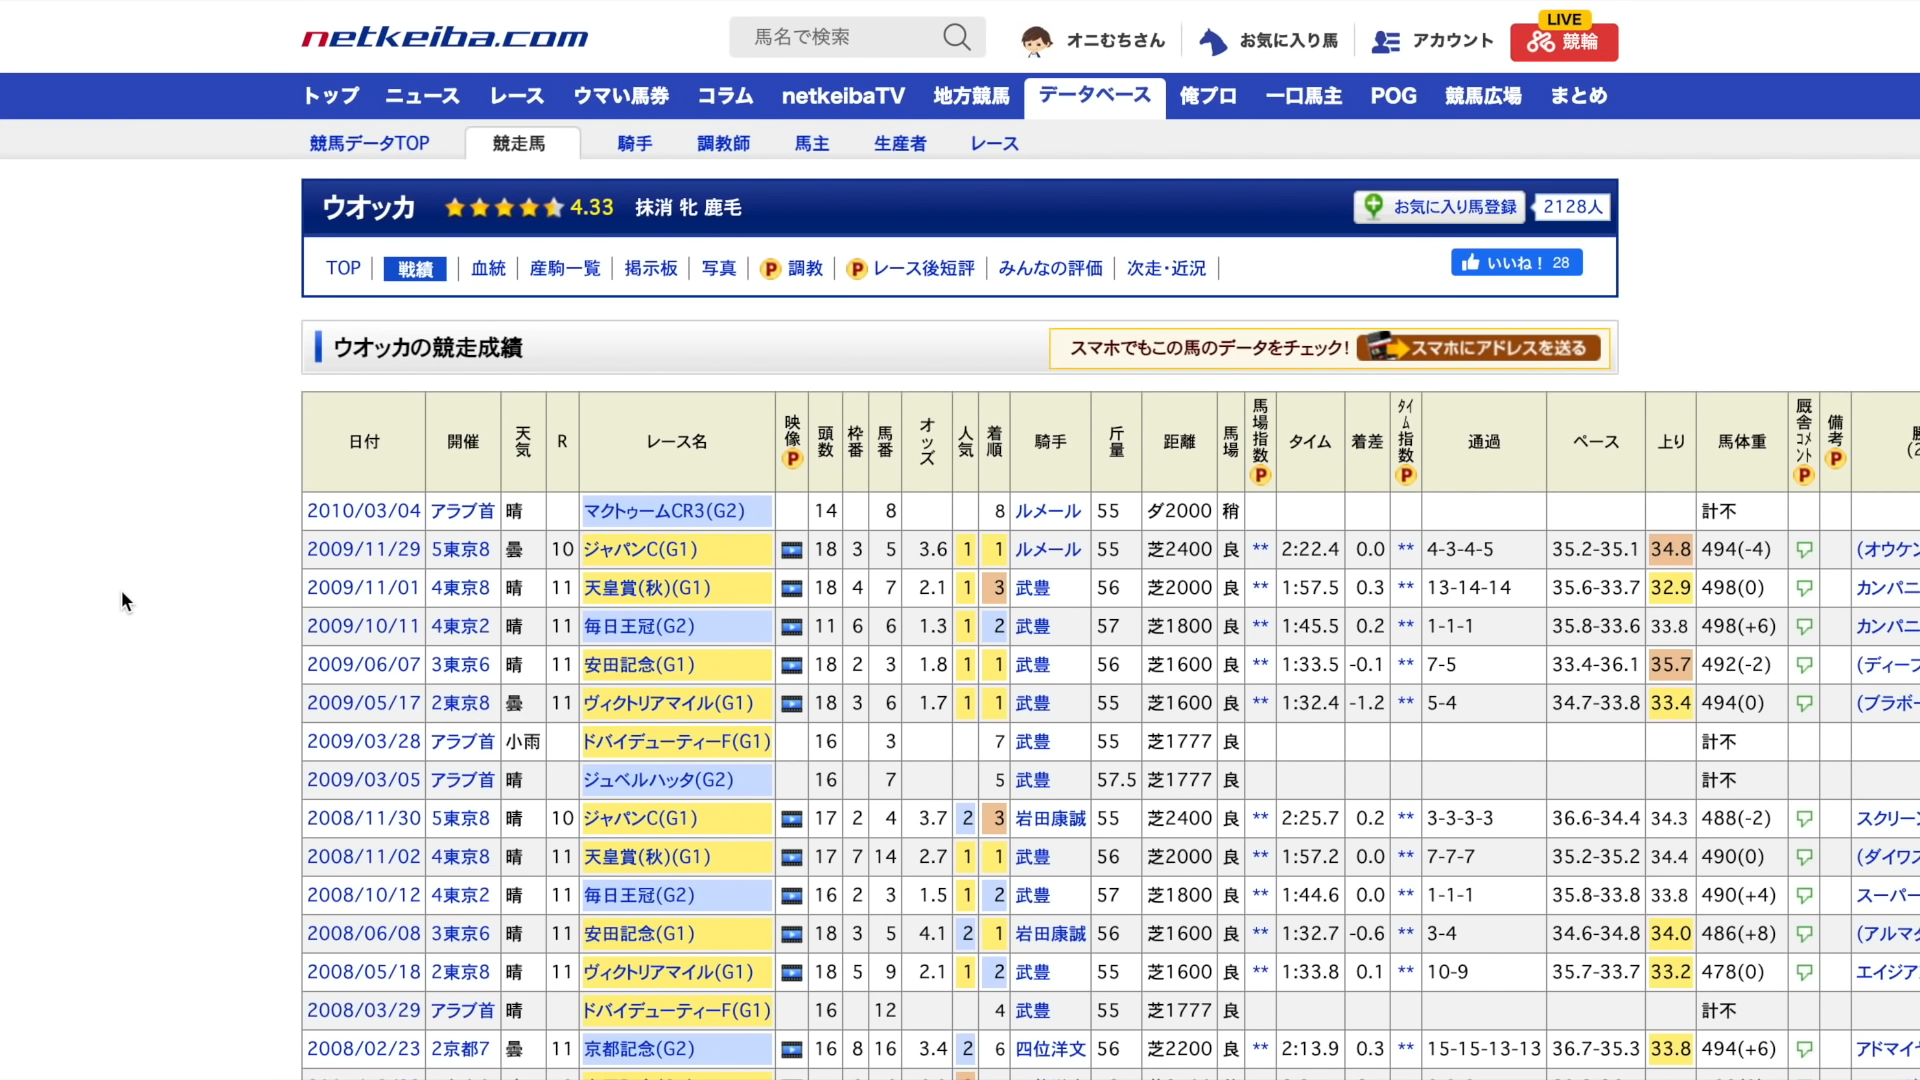 netkeiba.com
馬名で検索
オニむちさん
お気に入り馬
アカウント
LIVE
競輪
トップ ニュース レース ウマい馬券 コラム netkeibaTV 地方競馬 データベース 俺プロ 一口馬主 POG 競馬広場 まとめ
競馬データTOP 競走馬 騎手 調教師 馬主 生産者 レース
ウオッカ 4.33 抹消 牝 鹿毛 お気に入り馬登録 2128人
TOP 戦績 血統 産駒一覧 掲示板 写真 P 調教 P レース後短評 みんなの評価 次走・近況 いいね！ 28
ウオッカの競走成績 スマホでもこの馬のデータをチェック！ スマホにアドレスを送る
日付 開催 天気 R レース名 映像P 頭数 枠番 馬番 オッズ 人気 着順 騎手 斤量 距離 馬場 馬場指数P タイム 着差 ﾀｲﾑ指数P 通過 ペース 上り 馬体重 厩舎ｺﾒﾝﾄP 備考P
2010/03/04 アラブ首 晴 マクトゥームCR3(G2) 14 8 8 ルメール 55 ダ2000 稍 計不
2009/11/29 5東京8 曇 10 ジャパンC(G1) 18 3 5 3.6 1 1 ルメール 55 芝2400 良 ** 2:22.4 0.0 ** 4-3-4-5 35.2-35.1 34.8 494(-4) (オウケン
2009/11/01 4東京8 晴 11 天皇賞(秋)(G1) 18 4 7 2.1 1 3 武豊 56 芝2000 良 ** 1:57.5 0.3 ** 13-14-14 35.6-33.7 32.9 498(0) カンパニ
2009/10/11 4東京2 晴 11 毎日王冠(G2) 11 6 6 1.3 1 2 武豊 57 芝1800 良 ** 1:45.5 0.2 ** 1-1-1 35.8-33.6 33.8 498(+6) カンパニ
2009/06/07 3東京6 晴 11 安田記念(G1) 18 2 3 1.8 1 1 武豊 56 芝1600 良 ** 1:33.5 -0.1 ** 7-5 33.4-36.1 35.7 492(-2) (ディープ
2009/05/17 2東京8 曇 11 ヴィクトリアマイル(G1) 18 3 6 1.7 1 1 武豊 55 芝1600 良 ** 1:32.4 -1.2 ** 5-4 34.7-33.8 33.4 494(0) (ブラボー
2009/03/28 アラブ首 小雨 ドバイデューティーF(G1) 16 3 7 武豊 55 芝1777 良 計不
2009/03/05 アラブ首 晴 ジュベルハッタ(G2) 16 7 5 武豊 57.5 芝1777 良 計不
2008/11/30 5東京8 晴 10 ジャパンC(G1) 17 2 4 3.7 2 3 岩田康誠 55 芝2400 良 ** 2:25.7 0.2 ** 3-3-3-3 36.6-34.4 34.3 488(-2) スクリーン
2008/11/02 4東京8 晴 11 天皇賞(秋)(G1) 17 7 14 2.7 1 1 武豊 56 芝2000 良 ** 1:57.2 0.0 ** 7-7-7 35.2-35.2 34.4 490(0) (ダイワス
2008/10/12 4東京2 晴 11 毎日王冠(G2) 16 2 3 1.5 1 2 武豊 57 芝1800 良 ** 1:44.6 0.0 ** 1-1-1 35.8-33.8 33.8 490(+4) スーパー
2008/06/08 3東京6 晴 11 安田記念(G1) 18 3 5 4.1 2 1 岩田康誠 56 芝1600 良 ** 1:32.7 -0.6 ** 3-4 34.6-34.8 34.0 486(+8) (アルマダ
2008/05/18 2東京8 晴 11 ヴィクトリアマイル(G1) 18 5 9 2.1 1 2 武豊 55 芝1600 良 ** 1:33.8 0.1 ** 10-9 35.7-33.7 33.2 478(0) エイジア
2008/03/29 アラブ首 晴 ドバイデューティーF(G1) 16 12 4 武豊 55 芝1777 良 計不
2008/02/23 2京都7 曇 11 京都記念(G2) 16 8 16 3.4 2 6 四位洋文 56 芝2200 良 ** 2:13.9 0.3 ** 15-15-13-13 36.7-35.3 33.8 494(+6) アドマイヤ